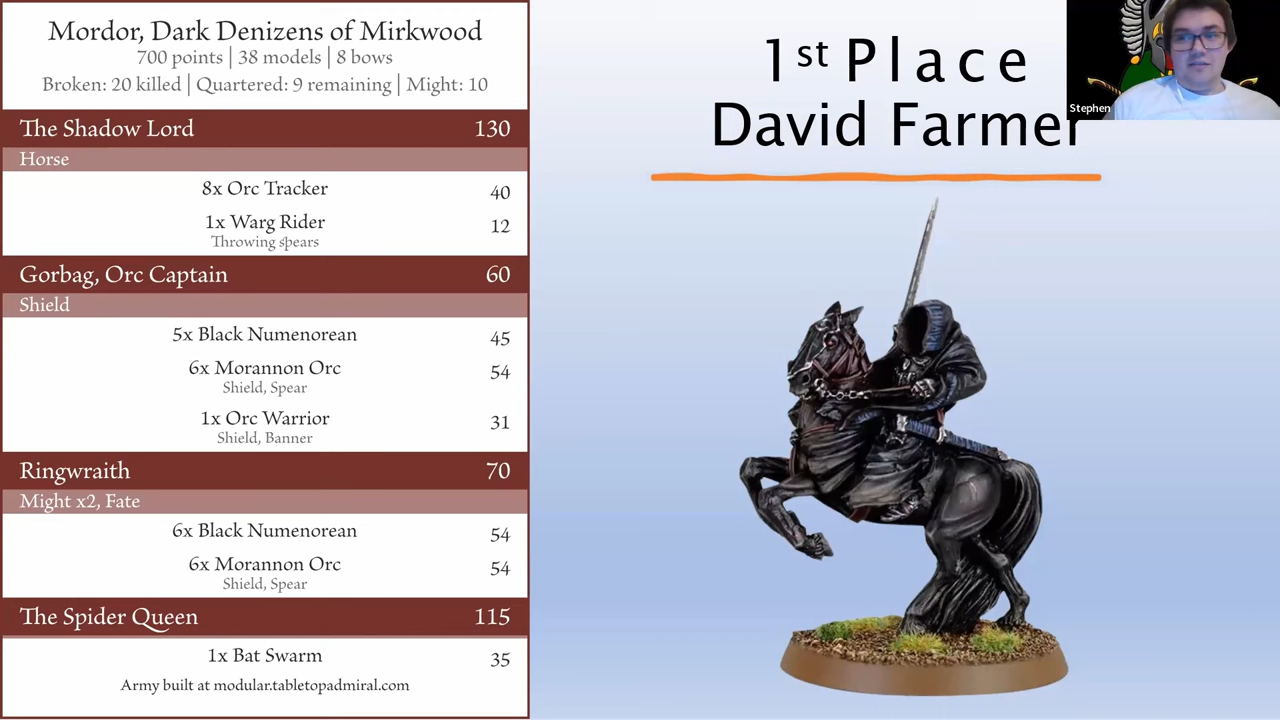 Mordor, Dark Denizens of Mirkwood
700 points | 38 models | 8 bows
Broken: 20 killed | Quartered: 9 remaining | Might: 10
The Shadow Lord 130
Horse
8x Orc Tracker 40
1x Warg Rider 12
Throwing spears
Gorbag, Orc Captain 60
Shield
5x Black Numenorean 45
6x Morannon Orc 54
Shield, Spear
1x Orc Warrior 31
Shield, Banner
Ringwraith 70
Might x2, Fate
6x Black Numenorean 54
6x Morannon Orc 54
Shield, Spear
The Spider Queen 115
1x Bat Swarm 35
Army built at modular.tabletopadmiral.com
1st Place
David Farmer
Stephen